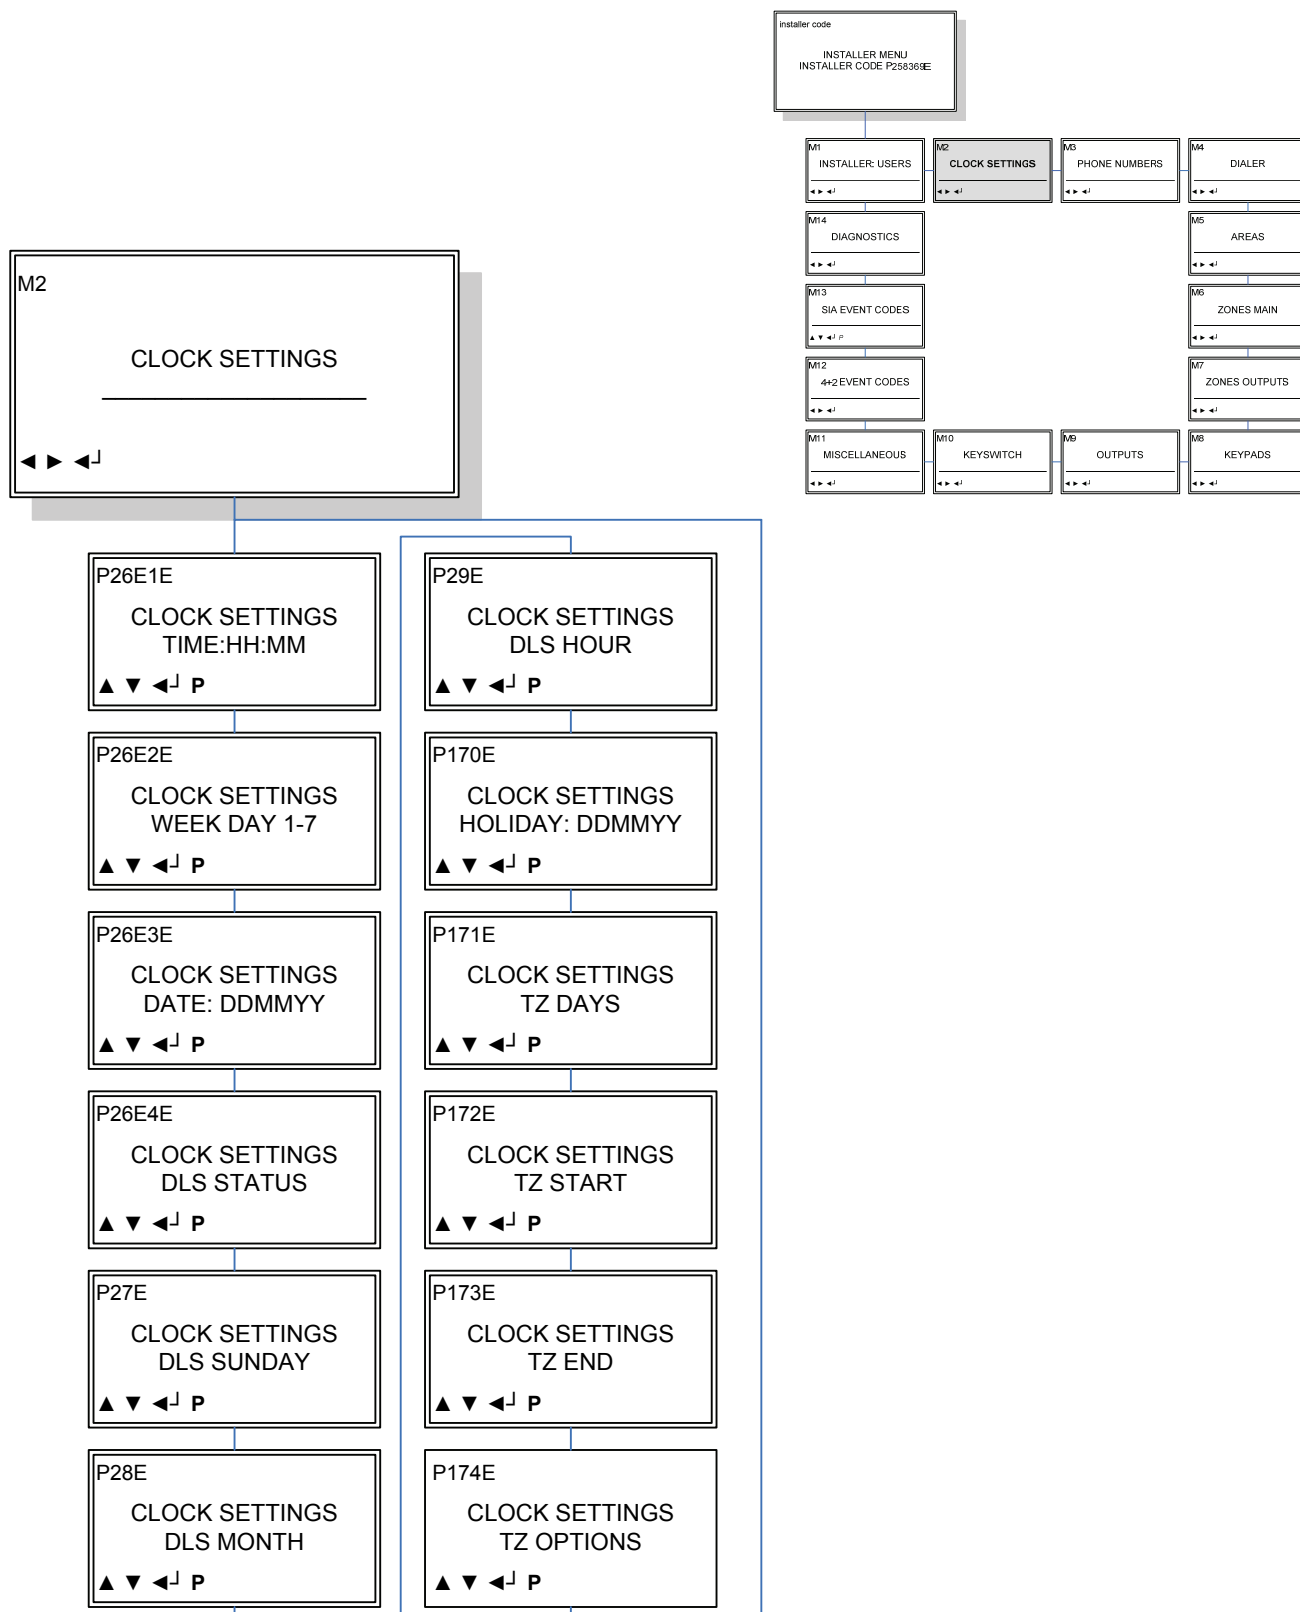 installer code
INSTALLER MENU
INSTALLER CODE P258369E
M1
INSTALLER: USERS
◄ ► ◄┘
M2
CLOCK SETTINGS
◄ ► ◄┘
M3
PHONE NUMBERS
◄ ► ◄┘
M4
DIALER
◄ ► ◄┘
M14
DIAGNOSTICS
◄ ► ◄┘
M5
AREAS
◄ ► ◄┘
M13
SIA EVENT CODES
▲ ▼ ◄┘ P
M6
ZONES MAIN
◄ ► ◄┘
M12
4+2 EVENT CODES
◄ ► ◄┘
M7
ZONES OUTPUTS
◄ ► ◄┘
M11
MISCELLANEOUS
◄ ► ◄┘
M10
KEYSWITCH
◄ ► ◄┘
M9
OUTPUTS
◄ ► ◄┘
M8
KEYPADS
◄ ► ◄┘
M2
CLOCK SETTINGS
◄ ► ◄┘
P26E1E
CLOCK SETTINGS
TIME:HH:MM
▲ ▼ ◄┘ P
P26E2E
CLOCK SETTINGS
WEEK DAY 1-7
▲ ▼ ◄┘ P
P26E3E
CLOCK SETTINGS
DATE: DDMMYY
▲ ▼ ◄┘ P
P26E4E
CLOCK SETTINGS
DLS STATUS
▲ ▼ ◄┘ P
P27E
CLOCK SETTINGS
DLS SUNDAY
▲ ▼ ◄┘ P
P28E
CLOCK SETTINGS
DLS MONTH
▲ ▼ ◄┘ P
P29E
CLOCK SETTINGS
DLS HOUR
▲ ▼ ◄┘ P
P170E
CLOCK SETTINGS
HOLIDAY: DDMMYY
▲ ▼ ◄┘ P
P171E
CLOCK SETTINGS
TZ DAYS
▲ ▼ ◄┘ P
P172E
CLOCK SETTINGS
TZ START
▲ ▼ ◄┘ P
P173E
CLOCK SETTINGS
TZ END
▲ ▼ ◄┘ P
P174E
CLOCK SETTINGS
TZ OPTIONS
▲ ▼ ◄┘ P